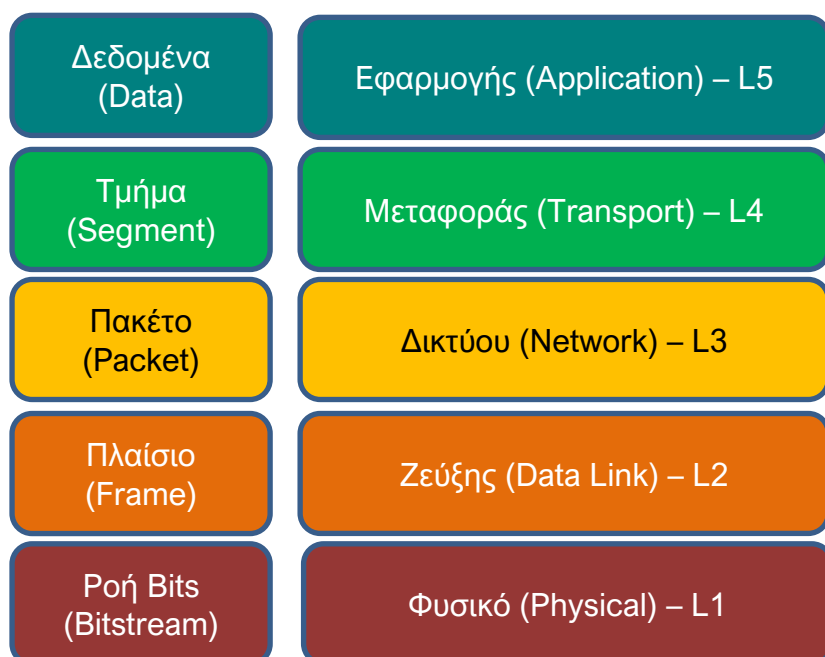 Δεδομένα
(Data)
Εφαρμογής (Application) – L5
Τμήμα
(Segment)
Μεταφοράς (Transport) – L4
Πακέτο
(Packet)
Δικτύου (Network) – L3
Πλαίσιο
(Frame)
Ζεύξης (Data Link) – L2
Ροή Bits
(Bitstream)
Φυσικό (Physical) – L1